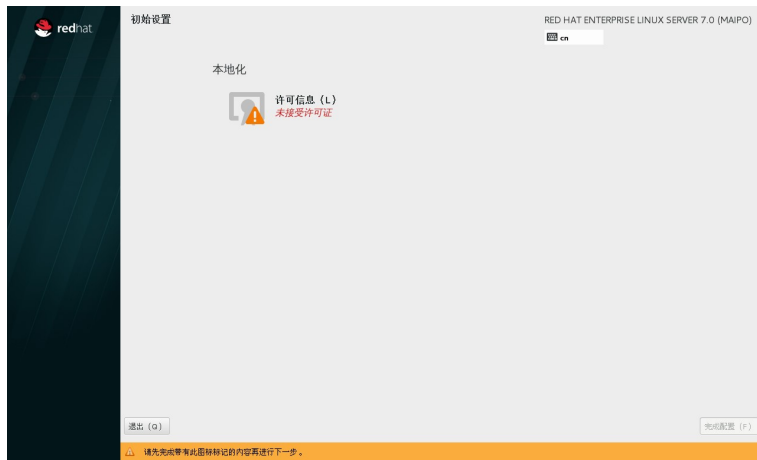 redhat
初始设置
RED HAT ENTERPRISE LINUX SERVER 7.0 (MAIPO)
cn
本地化
许可信息 (L)
未接受许可证
退出 (Q)
完成配置 (F)
请先完成带有此图标标记的内容再进行下一步。